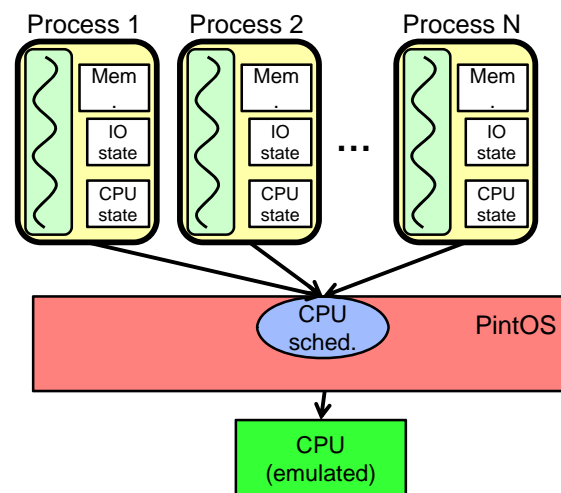 Process 1
Process 2
Process N
Mem
.
IO
state
CPU
state
Mem
.
IO
state
CPU
state
...
Mem
.
IO
state
CPU
state
CPU
sched.
PintOS
CPU
(emulated)